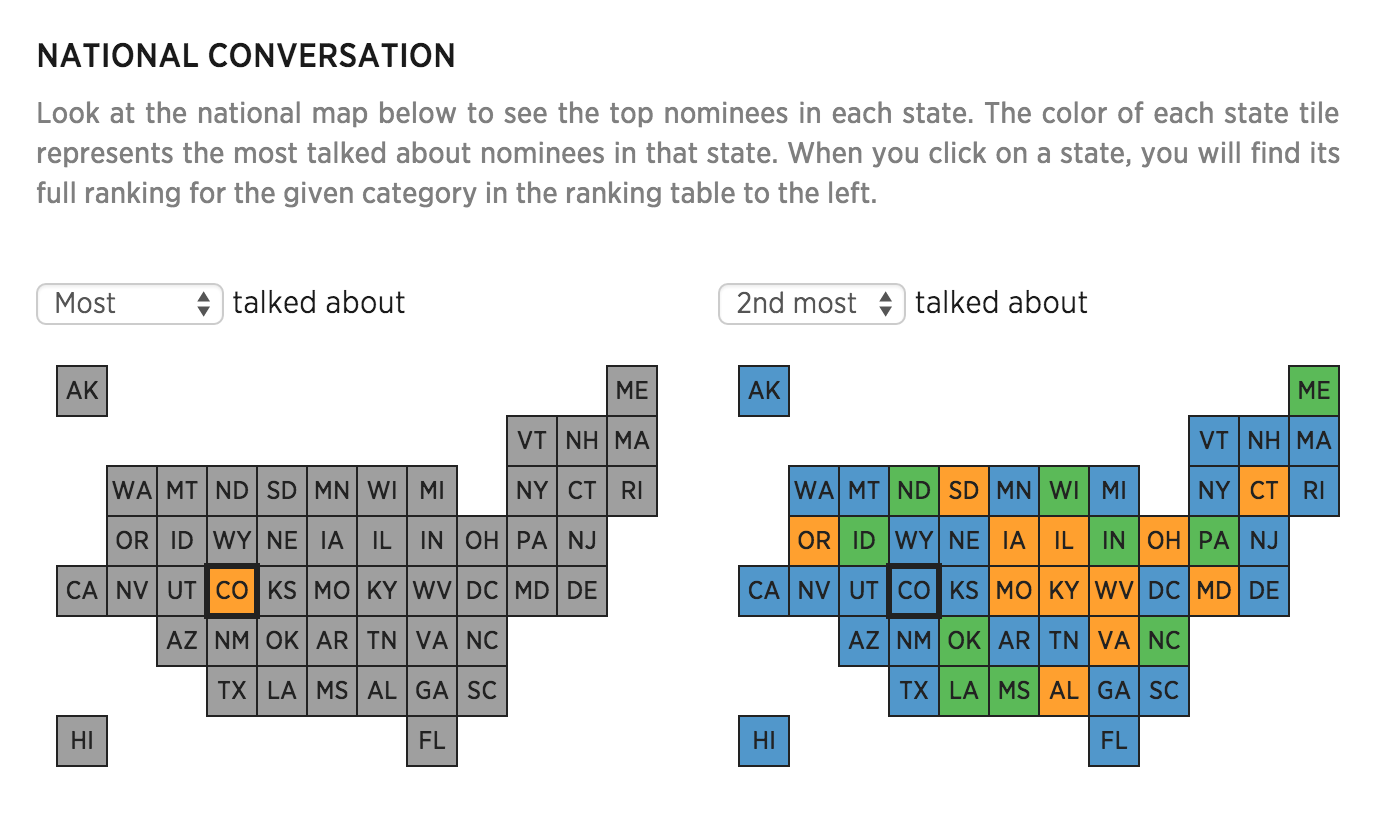 NATIONAL CONVERSATION
Look at the national map below to see the top nominees in each state. The color of each state tile
represents the most talked about nominees in that state. When you click on a state, you will find its
full ranking for the given category in the ranking table to the left.
Most talked about
2nd most talked about
AK ME
VT NH MA
WA MT ND SD MN WI MI NY CT RI
OR ID WY NE IA IL IN OH PA NJ
CA NV UT CO KS MO KY WV DC MD DE
AZ NM OK AR TN VA NC
TX LA MS AL GA SC
HI FL
AK ME
VT NH MA
WA MT ND SD MN WI MI NY CT RI
OR ID WY NE IA IL IN OH PA NJ
CA NV UT CO KS MO KY WV DC MD DE
AZ NM OK AR TN VA NC
TX LA MS AL GA SC
HI FL